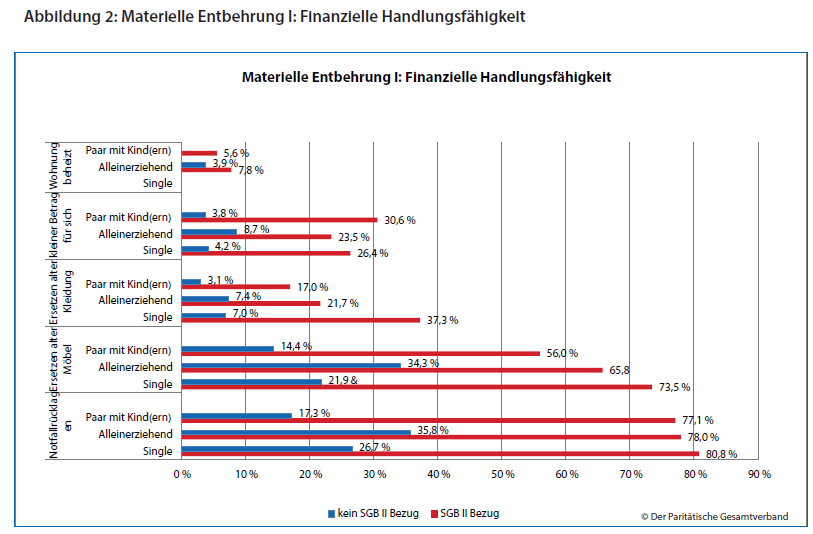 Abbildung 2: Materielle Entbehrung I: Finanzielle Handlungsfähigkeit
Materielle Entbehrung I: Finanzielle Handlungsfähigkeit
Wohnung
beheizt
Paar mit Kind(ern)
5,6 %
Alleinerziehend
3,9 %
7,8 %
Single
kleiner Betrag
für sich
Paar mit Kind(ern)
3,8 %
30,6 %
Alleinerziehend
8,7 %
23,5 %
Single
4,2 %
26,4 %
Ersetzen alter
Kleidung
Paar mit Kind(ern)
3,1 %
17,0 %
Alleinerziehend
7,4 %
21,7 %
Single
7,0 %
37,3 %
Ersetzen alter
Möbel
Paar mit Kind(ern)
14,4 %
56,0 %
Alleinerziehend
34,3 %
65,8
Single
21,9 &
73,5 %
Notfallrücklag
en
Paar mit Kind(ern)
17,3 %
77,1 %
Alleinerziehend
35,8 %
78,0 %
Single
26,7 %
80,8 %
0 % 10 % 20 % 30 % 40 % 50 % 60 % 70 % 80 % 90 %
kein SGB II Bezug SGB II Bezug
© Der Paritätische Gesamtverband